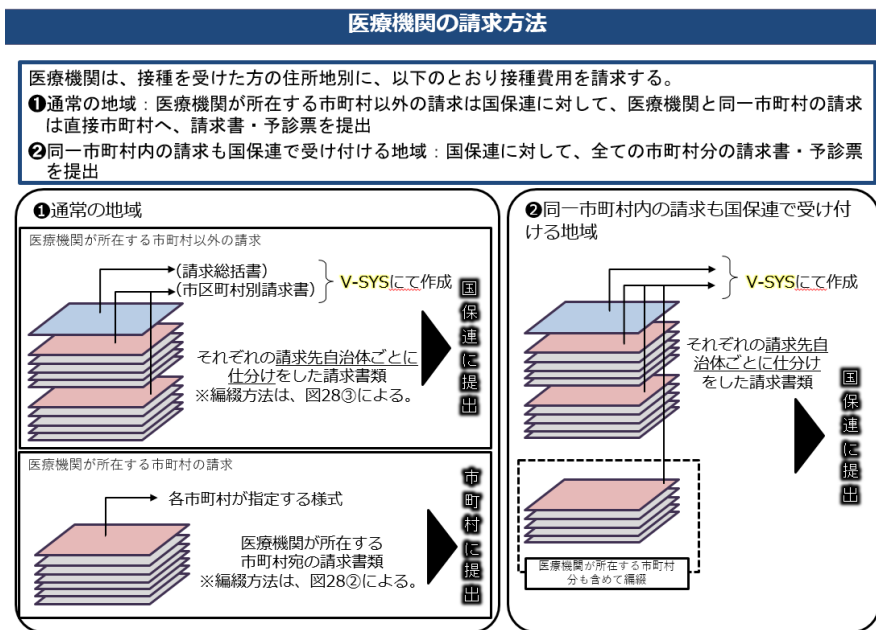 医療機関の請求方法
医療機関は、接種を受けた方の住所地別に、以下のとおり接種費用を請求する。
❶通常の地域：医療機関が所在する市町村以外の請求は国保連に対して、医療機関と同一市町村の請求
は直接市町村へ、請求書・予診票を提出
❷同一市町村内の請求も国保連で受け付ける地域：国保連に対して、全ての市町村分の請求書・予診票
を提出
❶通常の地域
医療機関が所在する市町村以外の請求
（請求総括書）
（市区町村別請求書）
V-SYSにて作成
それぞれの請求先自治体ごとに
仕分けをした請求書類
※編綴方法は、図28③による。
国保連に提出
医療機関が所在する市町村の請求
各市町村が指定する様式
医療機関が所在する
市町村宛の請求書類
※編綴方法は、図28②による。
市町村に提出
❷同一市町村内の請求も国保連で受け付
ける地域
V-SYSにて作成
それぞれの請求先自
治体ごとに仕分け
をした請求書類
国保連に提出
医療機関が所在する市町村
分も含めて編綴